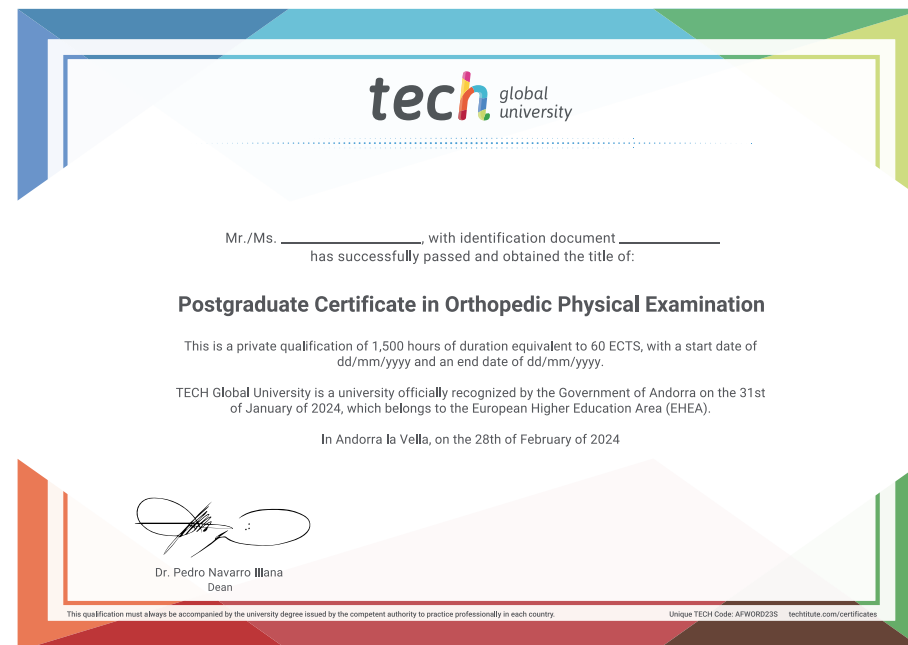 tech global university
Mr./Ms. ____________, with identification document ____________
has successfully passed and obtained the title of:
Postgraduate Certificate in Orthopedic Physical Examination
This is a private qualification of 1,500 hours of duration equivalent to 60 ECTS, with a start date of
dd/mm/yyyy and an end date of dd/mm/yyyy.
TECH Global University is a university officially recognized by the Government of Andorra on the 31st
of January of 2024, which belongs to the European Higher Education Area (EHEA).
In Andorra la Vella, on the 28th of February of 2024
Dr. Pedro Navarro Illana
Dean
This qualification must always be accompanied by the university degree issued by the competent authority to practice professionally in each country.
Unique TECH Code: AFWORD23S techtitute.com/certificates